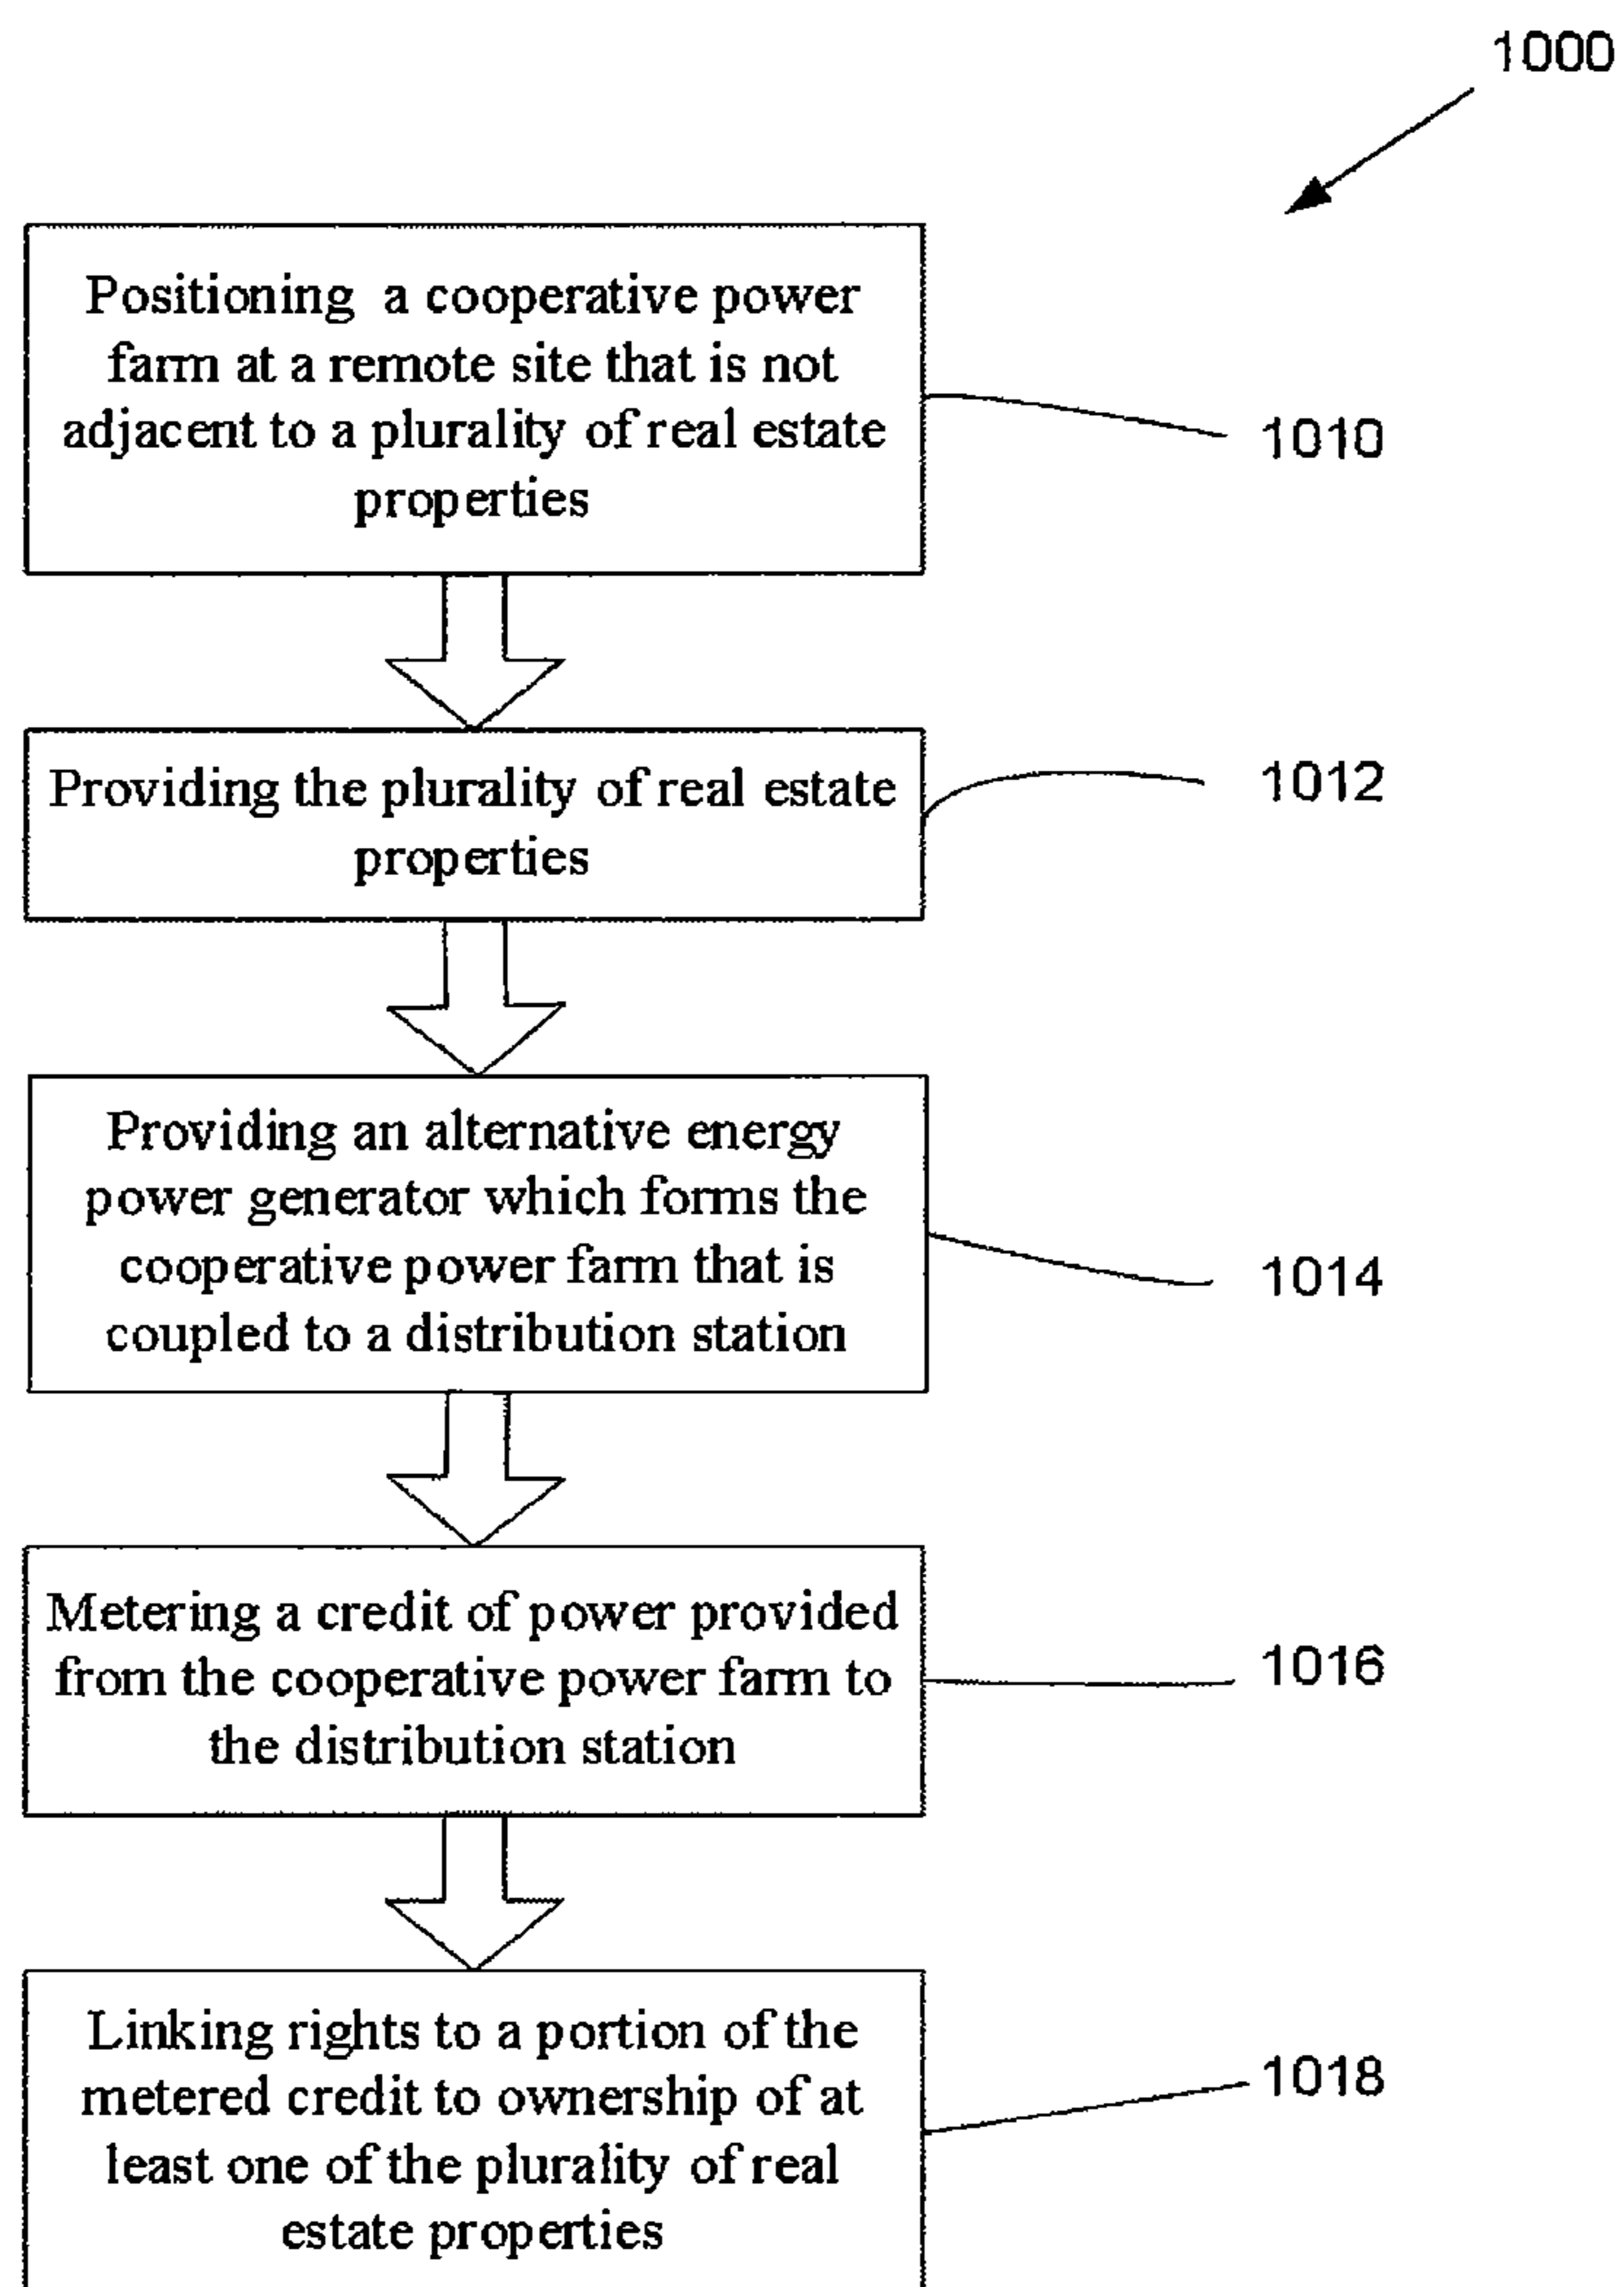 1000
Positioning a cooperative power
farm at a remote site that is not
adjacent to a plurality of real estate
properties
1010
Providing the plurality of real estate
properties
1012
Providing an alternative energy
power generator which forms the
cooperative power farm that is
coupled to a distribution station
1014
Metering a credit of power provided
from the cooperative power farm to
the distribution station
1016
Linking rights to a portion of the
metered credit to ownership of at
least one of the plurality of real
estate properties
1018